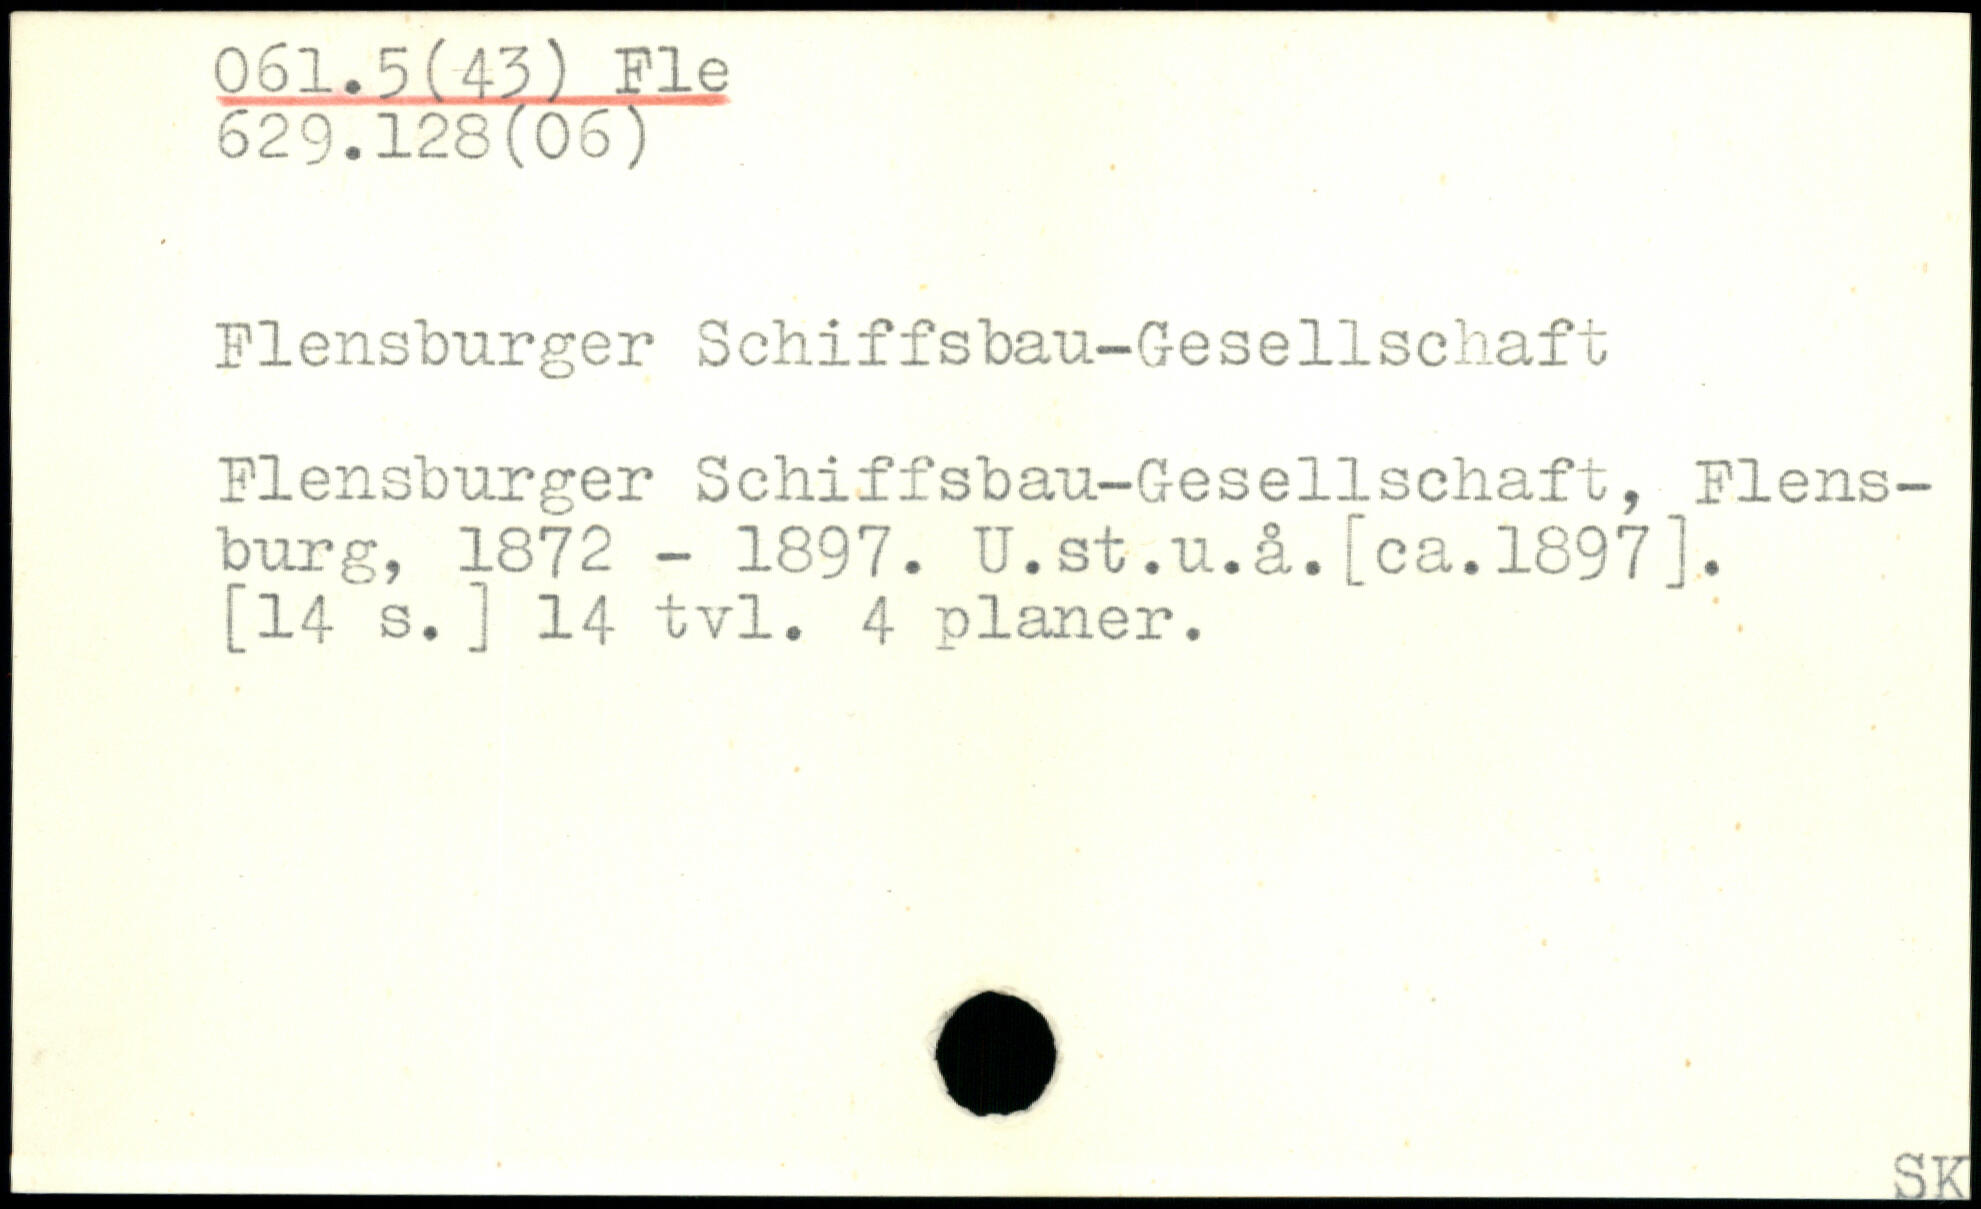 061.5(43) Fle
629.128(06)
Flensburger Schiffsbau-Gesellschaft
Flensburger Schiffsbau-Gesellschaft, Flens-
burg, 1872 - 1897. U.st.u.å.[ca.1897].
[14 s.] 14 tvl. 4 planer.
SK